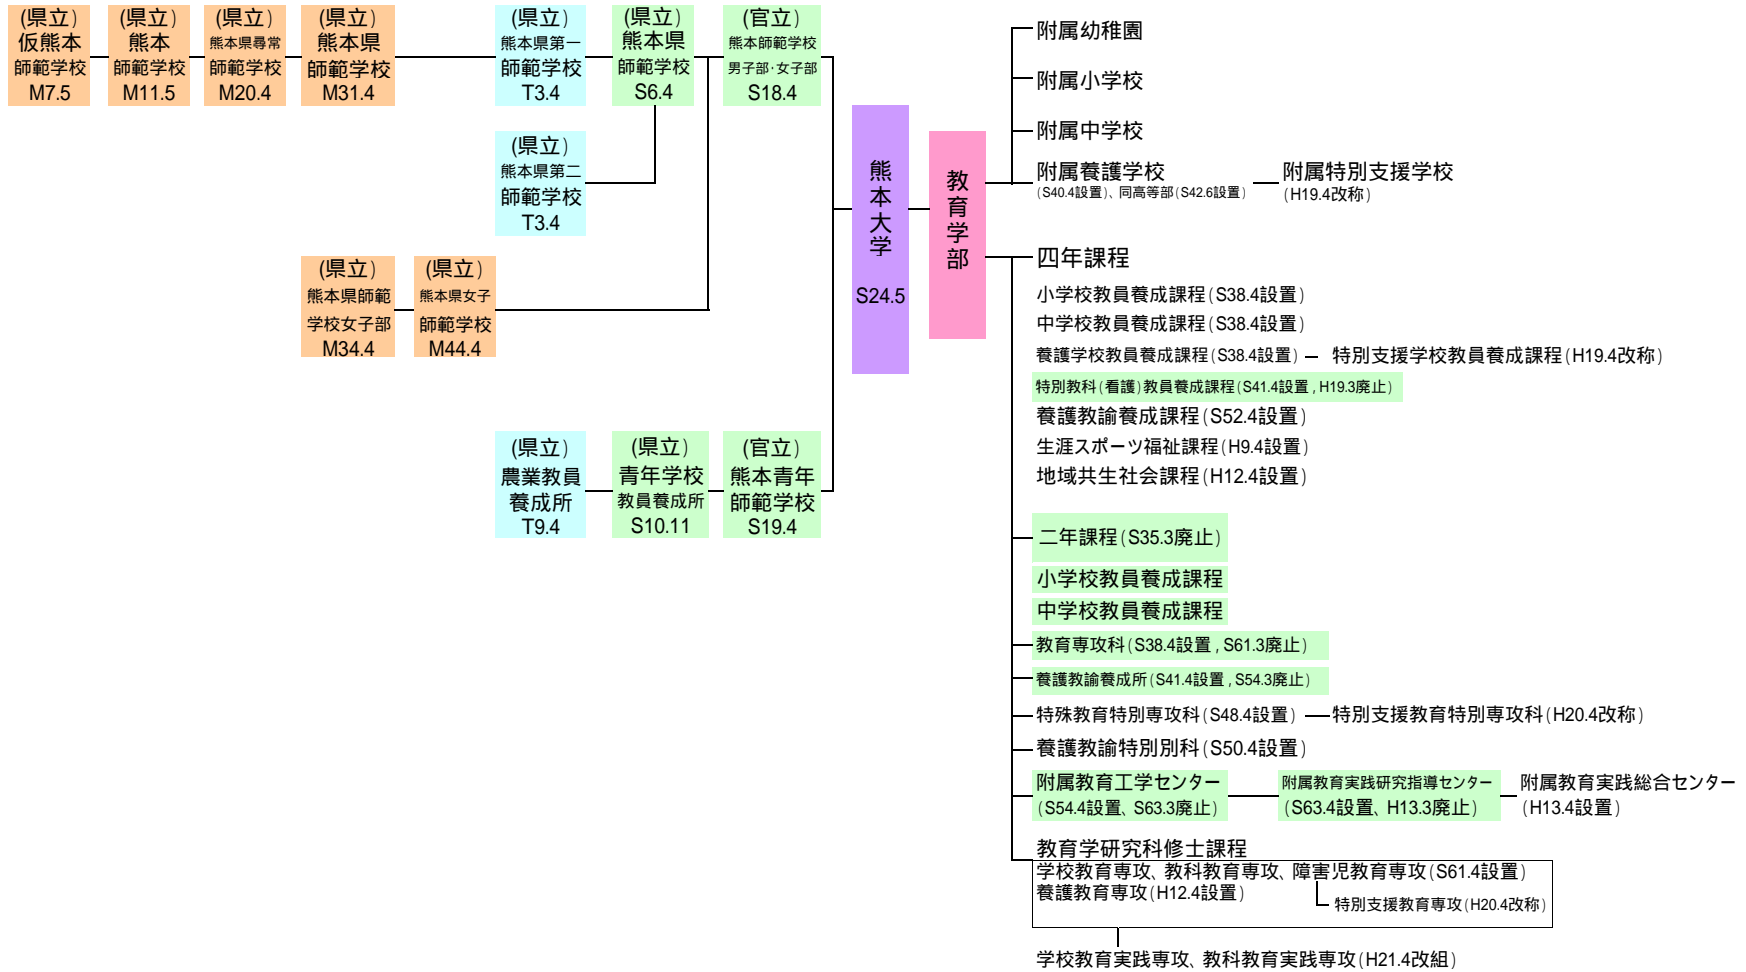 (県立)
仮熊本
師範学校
M7.5
(県立)
熊本
師範学校
M11.5
(県立)
熊本県尋常
師範学校
M20.4
(県立)
熊本県
師範学校
M31.4
(県立)
熊本県第一
師範学校
T3.4
(県立)
熊本県
師範学校
S6.4
(官立)
熊本師範学校
男子部･女子部
S18.4
(県立)
熊本県第二
師範学校
T3.4
(県立)
熊本県師範
学校女子部
M34.4
(県立)
熊本県女子
師範学校
M44.4
(県立)
農業教員
養成所
T9.4
(県立)
青年学校
教員養成所
S10.11
(官立)
熊本青年
師範学校
S19.4
熊本大学
S24.5
教育学部
附属幼稚園
附属小学校
附属中学校
附属養護学校
(S40.4設置)、同高等部(S42.6設置)
附属特別支援学校
(H19.4改称)
四年課程
小学校教員養成課程(S38.4設置)
中学校教員養成課程(S38.4設置)
養護学校教員養成課程(S38.4設置)
特別支援学校教員養成課程(H19.4改称)
特別教科(看護)教員養成課程(S41.4設置,H19.3廃止)
養護教諭養成課程(S52.4設置)
生涯スポーツ福祉課程(H9.4設置)
地域共生社会課程(H12.4設置)
二年課程(S35.3廃止)
小学校教員養成課程
中学校教員養成課程
教育専攻科(S38.4設置,S61.3廃止)
養護教諭養成所(S41.4設置,S54.3廃止)
特殊教育特別専攻科(S48.4設置)
特別支援教育特別専攻科(H20.4改称)
養護教諭特別別科(S50.4設置)
附属教育工学センター
(S54.4設置、S63.3廃止)
附属教育実践研究指導センター
(S63.4設置、H13.3廃止)
附属教育実践総合センター
(H13.4設置)
教育学研究科修士課程
学校教育専攻、教科教育専攻、障害児教育専攻(S61.4設置)
養護教育専攻(H12.4設置)
特別支援教育専攻(H20.4改称)
学校教育実践専攻、教科教育実践専攻(H21.4改組)